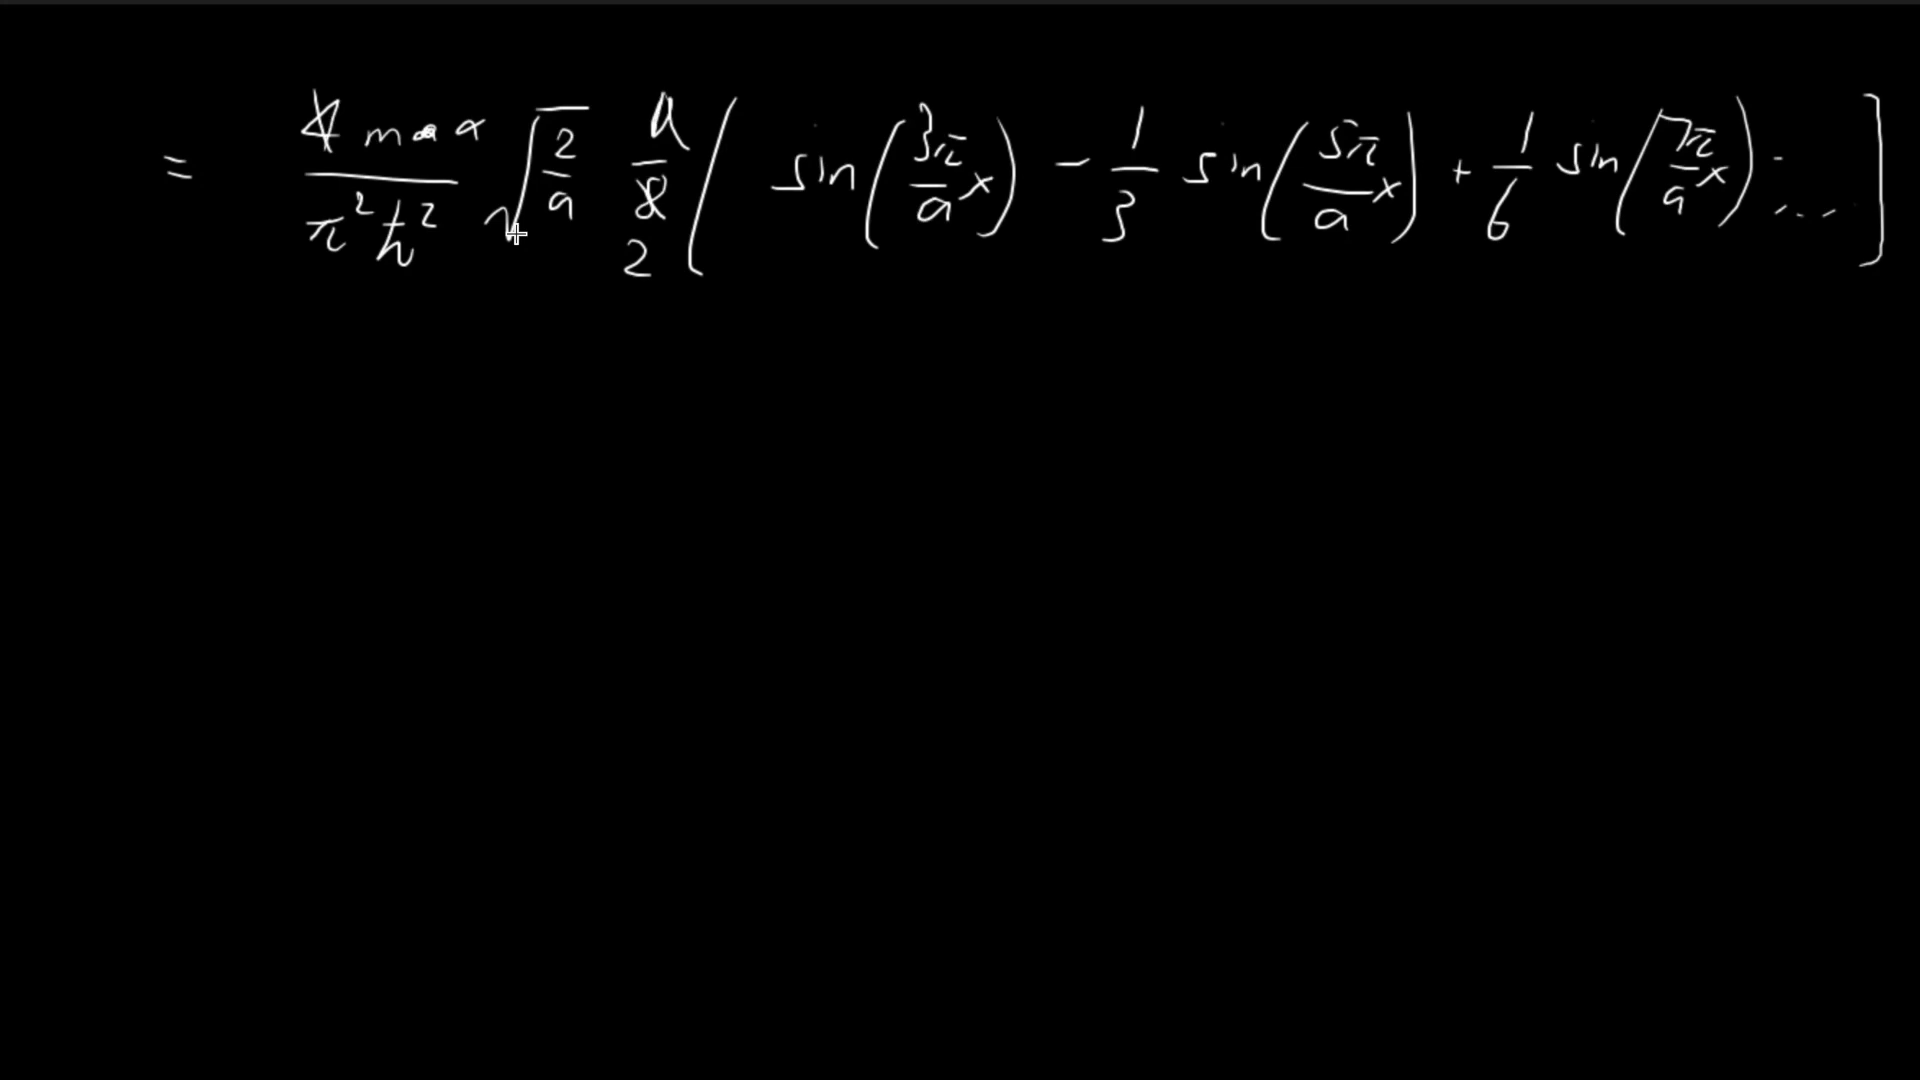 = 4 m a α / π² ħ² √(2/a) a/8 2 ( sin(3π/a x) - 1/3 sin(5π/a x) + 1/6 sin(7π/a x) - ... ]